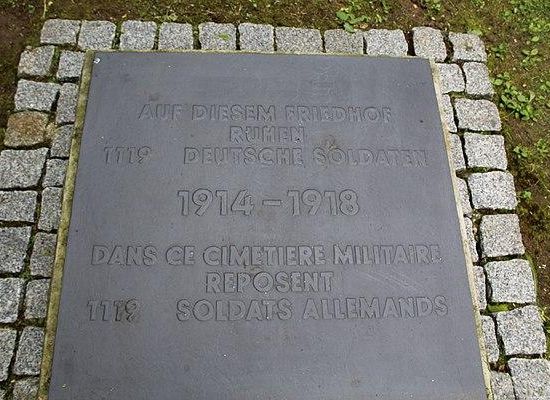 AUF DIESEM FRIEDHOF
RUHEN
1119 DEUTSCHE SOLDATEN
1914-1918
DANS CE CIMETIERE MILITAIRE
REPOSENT
1119 SOLDATS ALLEMANDS